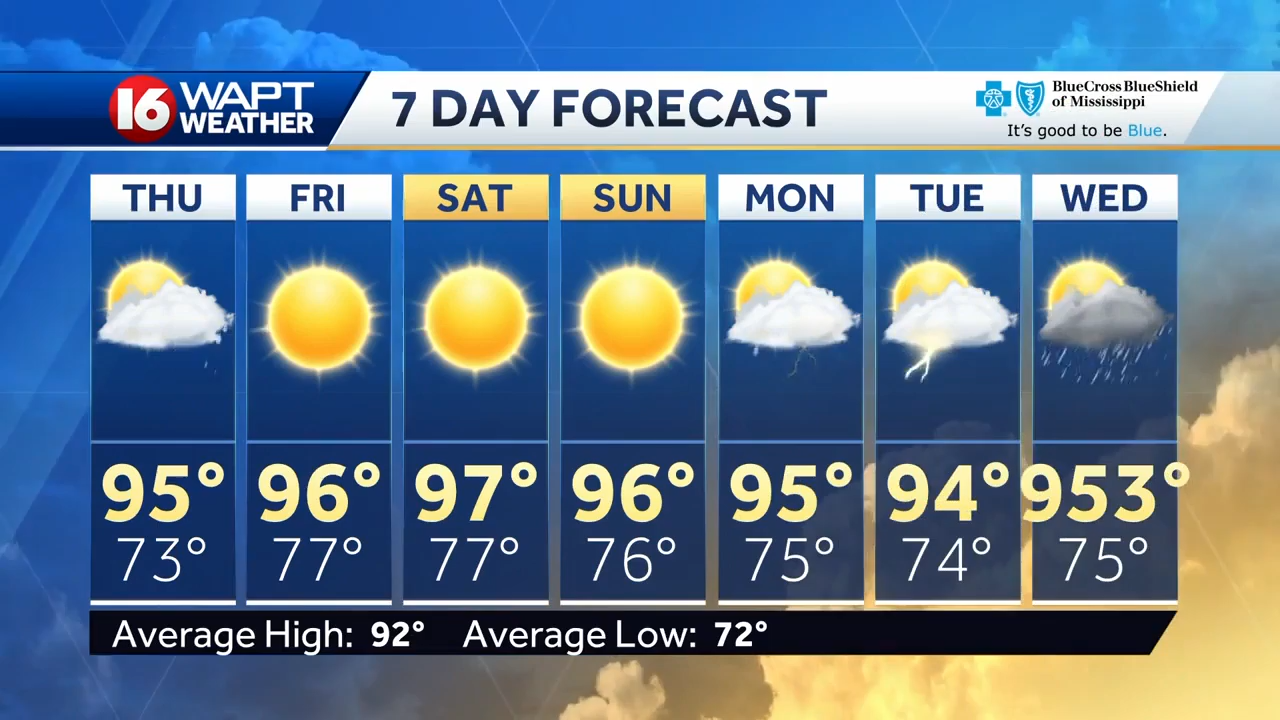 16 WAPT
WEATHER
7 DAY FORECAST
BlueCross BlueShield
of Mississippi
It's good to be Blue.
THU FRI SAT SUN MON TUE WED
95° 96° 97° 96° 95° 94° 953°
73° 77° 77° 76° 75° 74° 75°
Average High: 92° Average Low: 72°